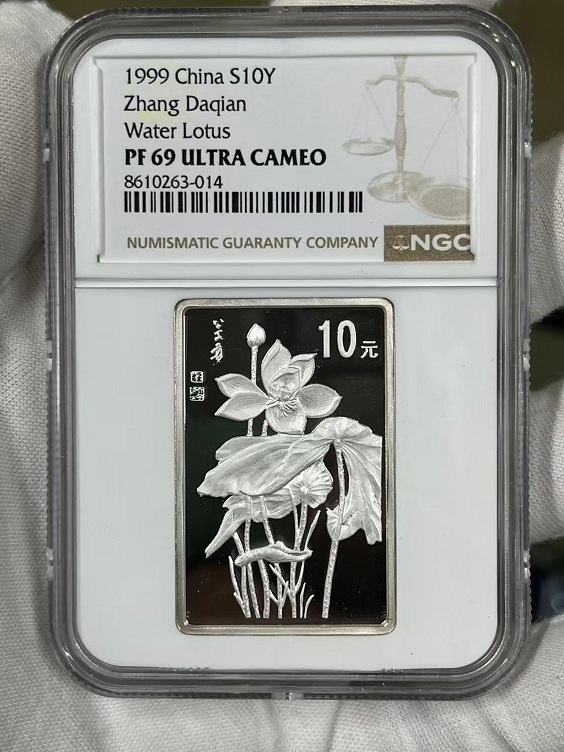 1999 China S10Y
Zhang Daqian
Water Lotus
PF 69 ULTRA CAMEO
8610263-014
NUMISMATIC GUARANTY COMPANY
NGC
10元